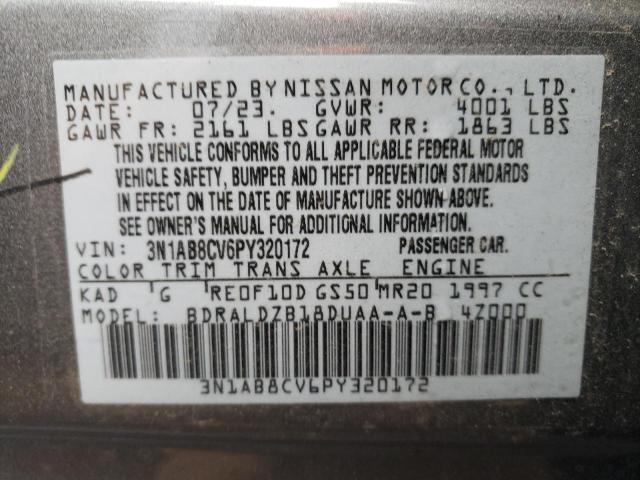 MANUFACTURED BY NISSAN MOTOR CO., LTD.
DATE: 07/23. GVWR: 4001 LBS
GAWR FR: 2161 LBS GAWR RR: 1863 LBS
THIS VEHICLE CONFORMS TO ALL APPLICABLE FEDERAL MOTOR
VEHICLE SAFETY, BUMPER AND THEFT PREVENTION STANDARDS
IN EFFECT ON THE DATE OF MANUFACTURE SHOWN ABOVE.
SEE OWNER'S MANUAL FOR ADDITIONAL INFORMATION.
VIN: 3N1AB8CV6PY320172 PASSENGER CAR.
COLOR TRIM TRANS AXLE ENGINE
KAD G RE0F10D GS50 MR20 1997 CC
MODEL: BDRALDZB18DUAA-A-B 4Z000
3N1AB8CV6PY320172